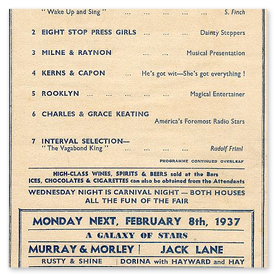 "Wake Up and Sing" ... ... ... S. Finch
2 EIGHT STOP PRESS GIRLS ... ... Dainty Steppers
3 MILNE & RAYNON ... ... Musical Presentation
4 KERNS & CAPON ... He's got wit—She's got everything !
5 ROOKLYN ... ... ... Magical Entertainer
6 CHARLES & GRACE KEATING
America's Foremost Radio Stars
7 INTERVAL SELECTION—
"The Vagabond King" ... ... ... Rudolf Friml
PROGRAMME CONTINUED OVERLEAF
HIGH-CLASS WINES, SPIRITS & BEERS sold at the Bars
ICES, CHOCOLATES & CIGARETTES can also be obtained from the Attendants
WEDNESDAY NIGHT IS CARNIVAL NIGHT — BOTH HOUSES
ALL THE FUN OF THE FAIR
MONDAY NEXT, FEBRUARY 8th, 1937
A GALAXY OF STARS
MURRAY & MORLEY JACK LANE
RUSTY & SHINE DORINA with HAYWARD and HAY